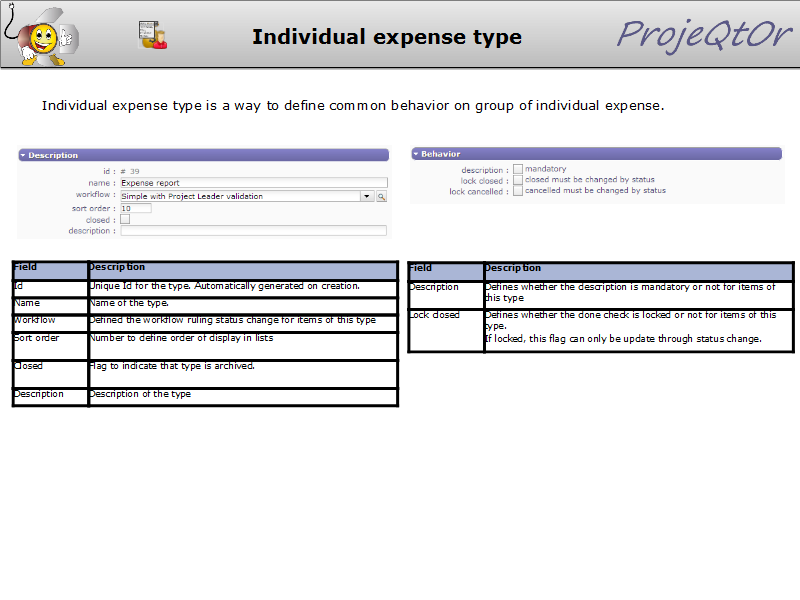 Individual expense type
ProjeQtOr
Individual expense type is a way to define common behavior on group of individual expense.
Description
id : # 39
name : Expense report
workflow : Simple with Project Leader validation
sort order : 10
closed :
description :
Behavior
description : mandatory
lock closed : closed must be changed by status
lock cancelled : cancelled must be changed by status
Field Description
Id Unique Id for the type. Automatically generated on creation.
Name Name of the type.
Workflow Defined the workflow ruling status change for items of this type
Sort order Number to define order of display in lists
Closed Flag to indicate that type is archived.
Description Description of the type
Field Description
Description Defines whether the description is mandatory or not for items of
this type
Lock closed Defines whether the done check is locked or not for items of this
type.
If locked, this flag can only be update through status change.